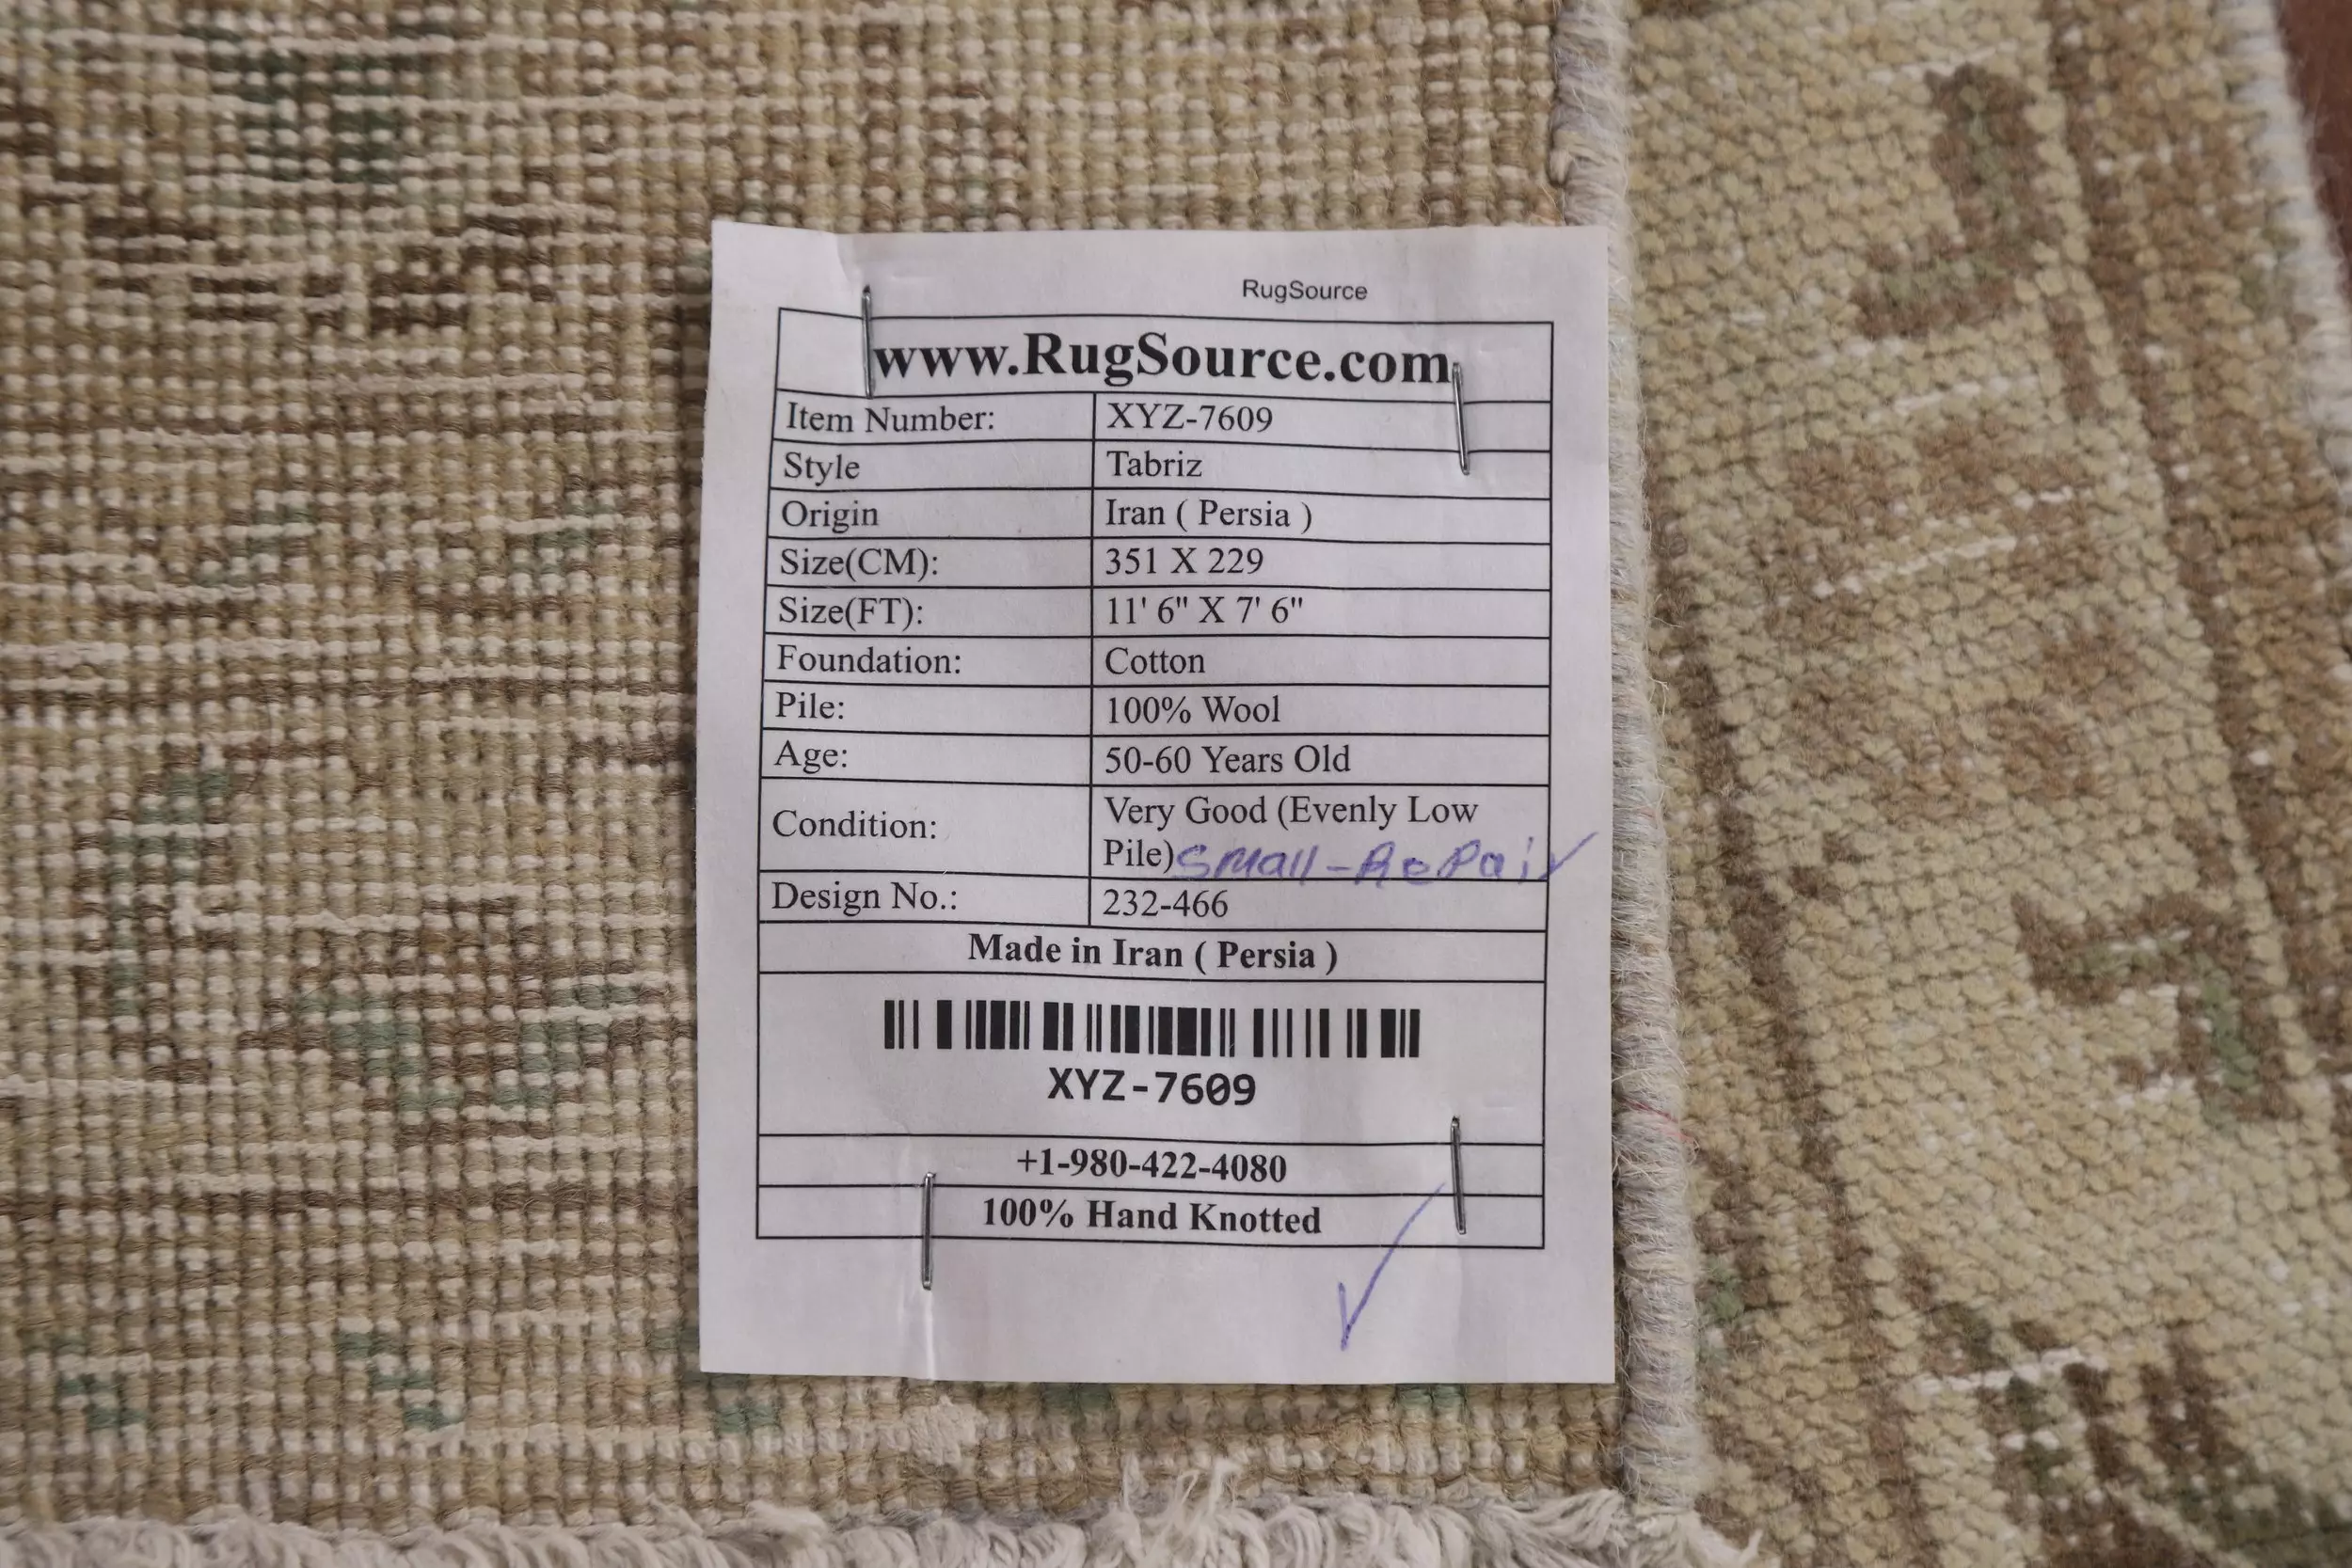 RugSource
www.RugSource.com
Item Number: XYZ-7609
Style Tabriz
Origin Iran ( Persia )
Size(CM): 351 X 229
Size(FT): 11' 6" X 7' 6"
Foundation: Cotton
Pile: 100% Wool
Age: 50-60 Years Old
Condition: Very Good (Evenly Low
Pile) Small-Repair
Design No.: 232-466
Made in Iran ( Persia )
XYZ-7609
+1-980-422-4080
100% Hand Knotted